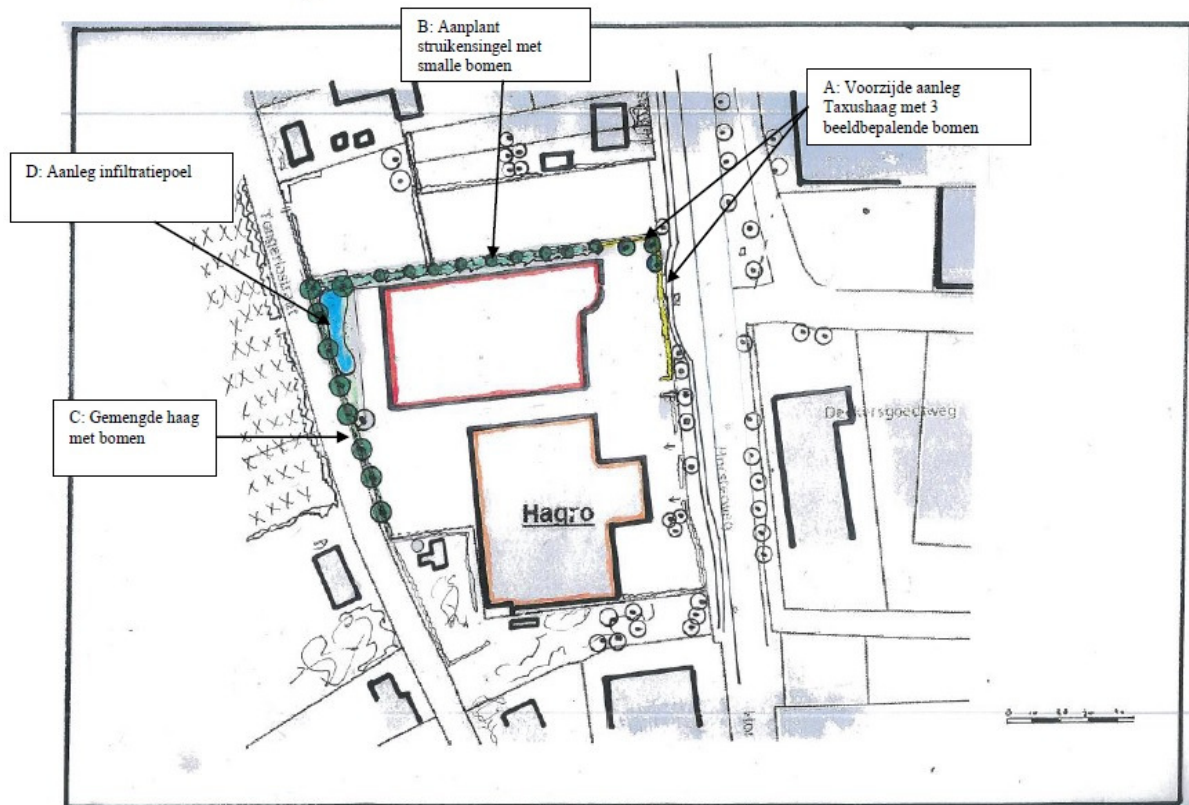 B: Aanplant
struikensingel met
smalle bomen
A: Voorzijde aanleg
Taxushaag met 3
beeldbepalende bomen
D: Aanleg infiltratiepoel
C: Gemengde haag
met bomen
Hagro
Deckersgoedweg